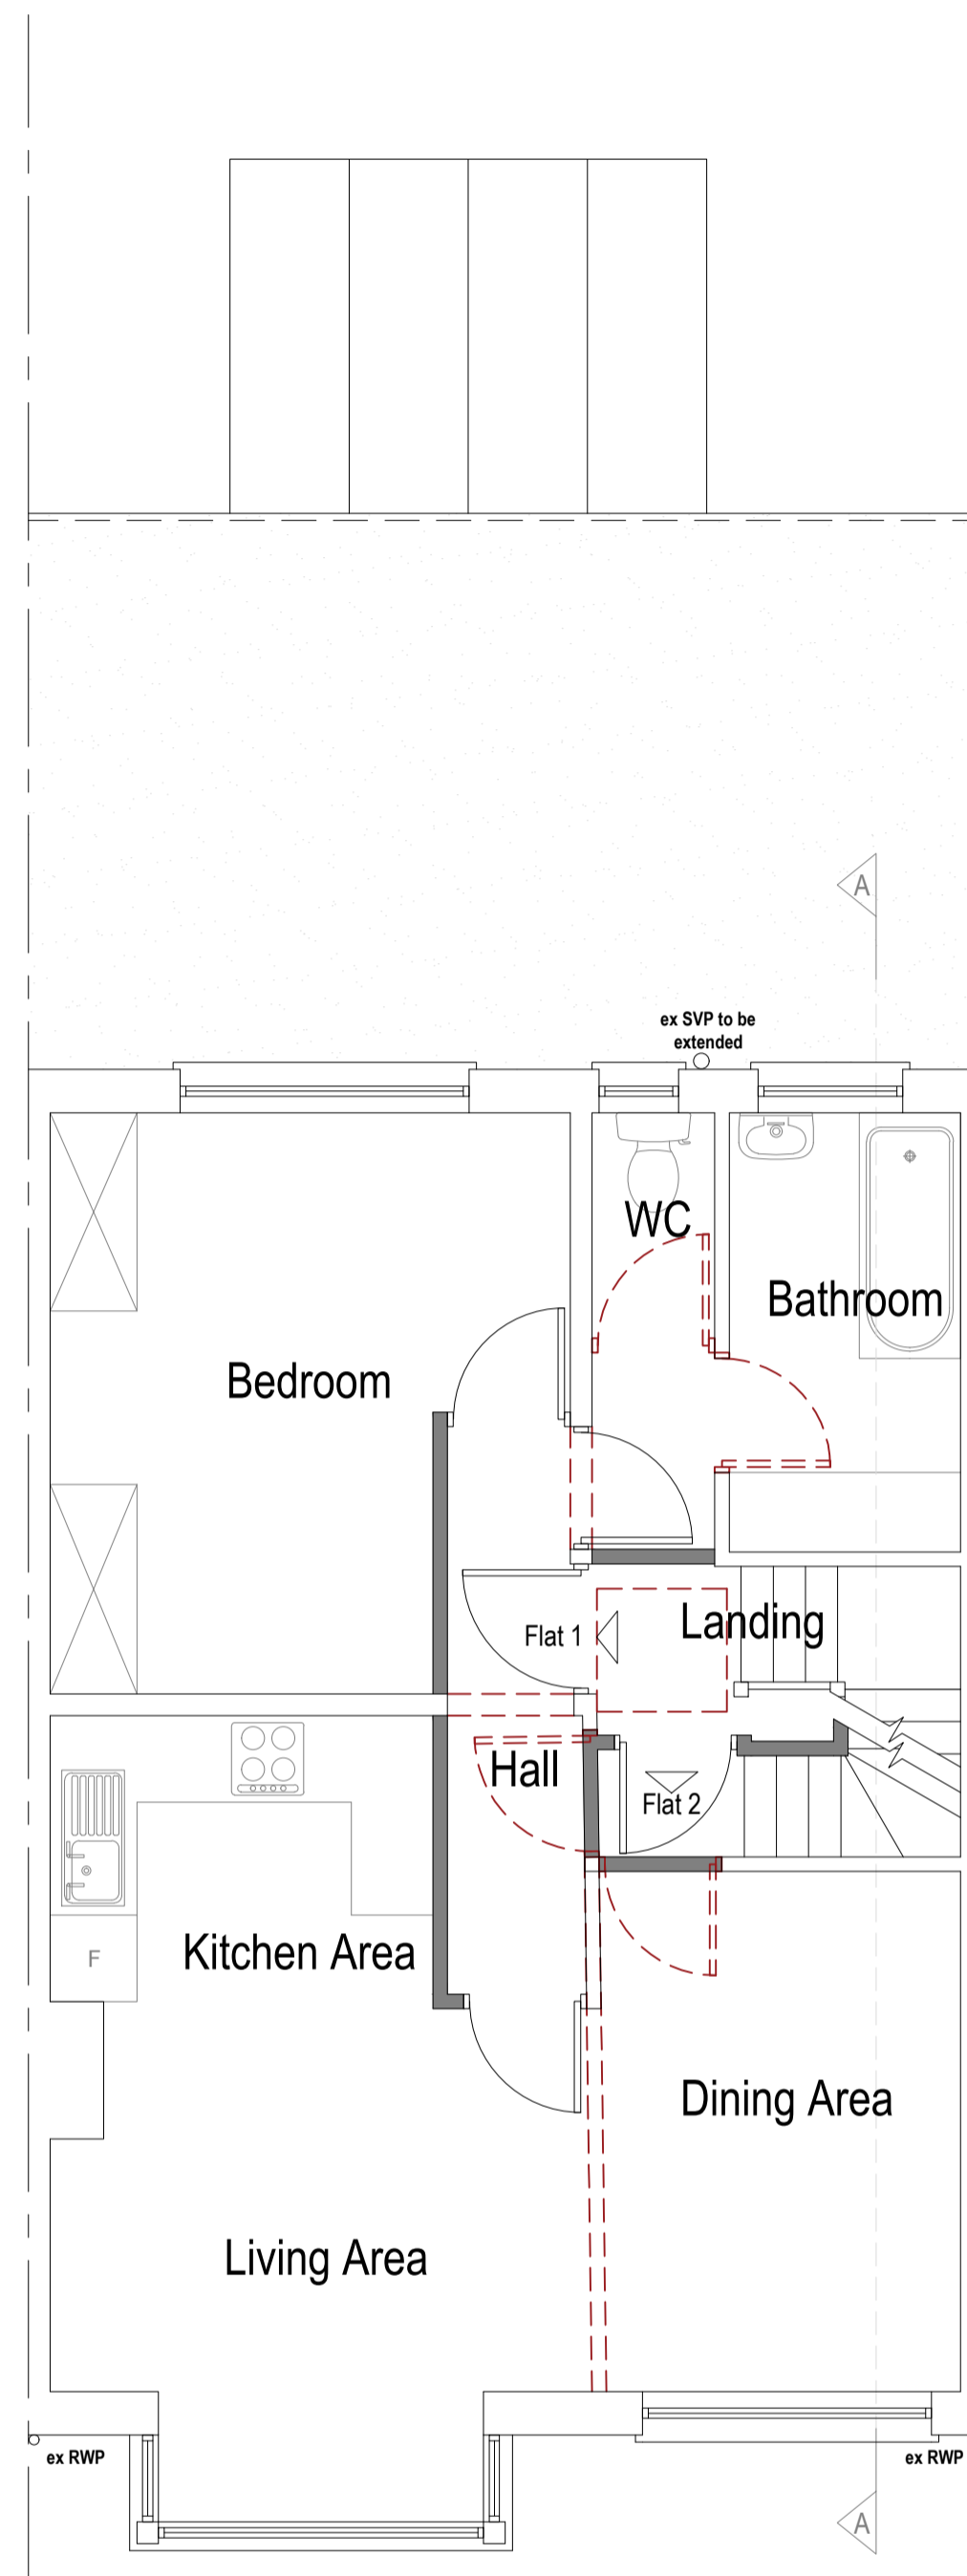 A
ex SVP to be
extended
WC
Bathroom
Bedroom
Landing
Flat 1
Hall
Flat 2
Kitchen Area
F
Dining Area
Living Area
ex RWP
ex RWP
A